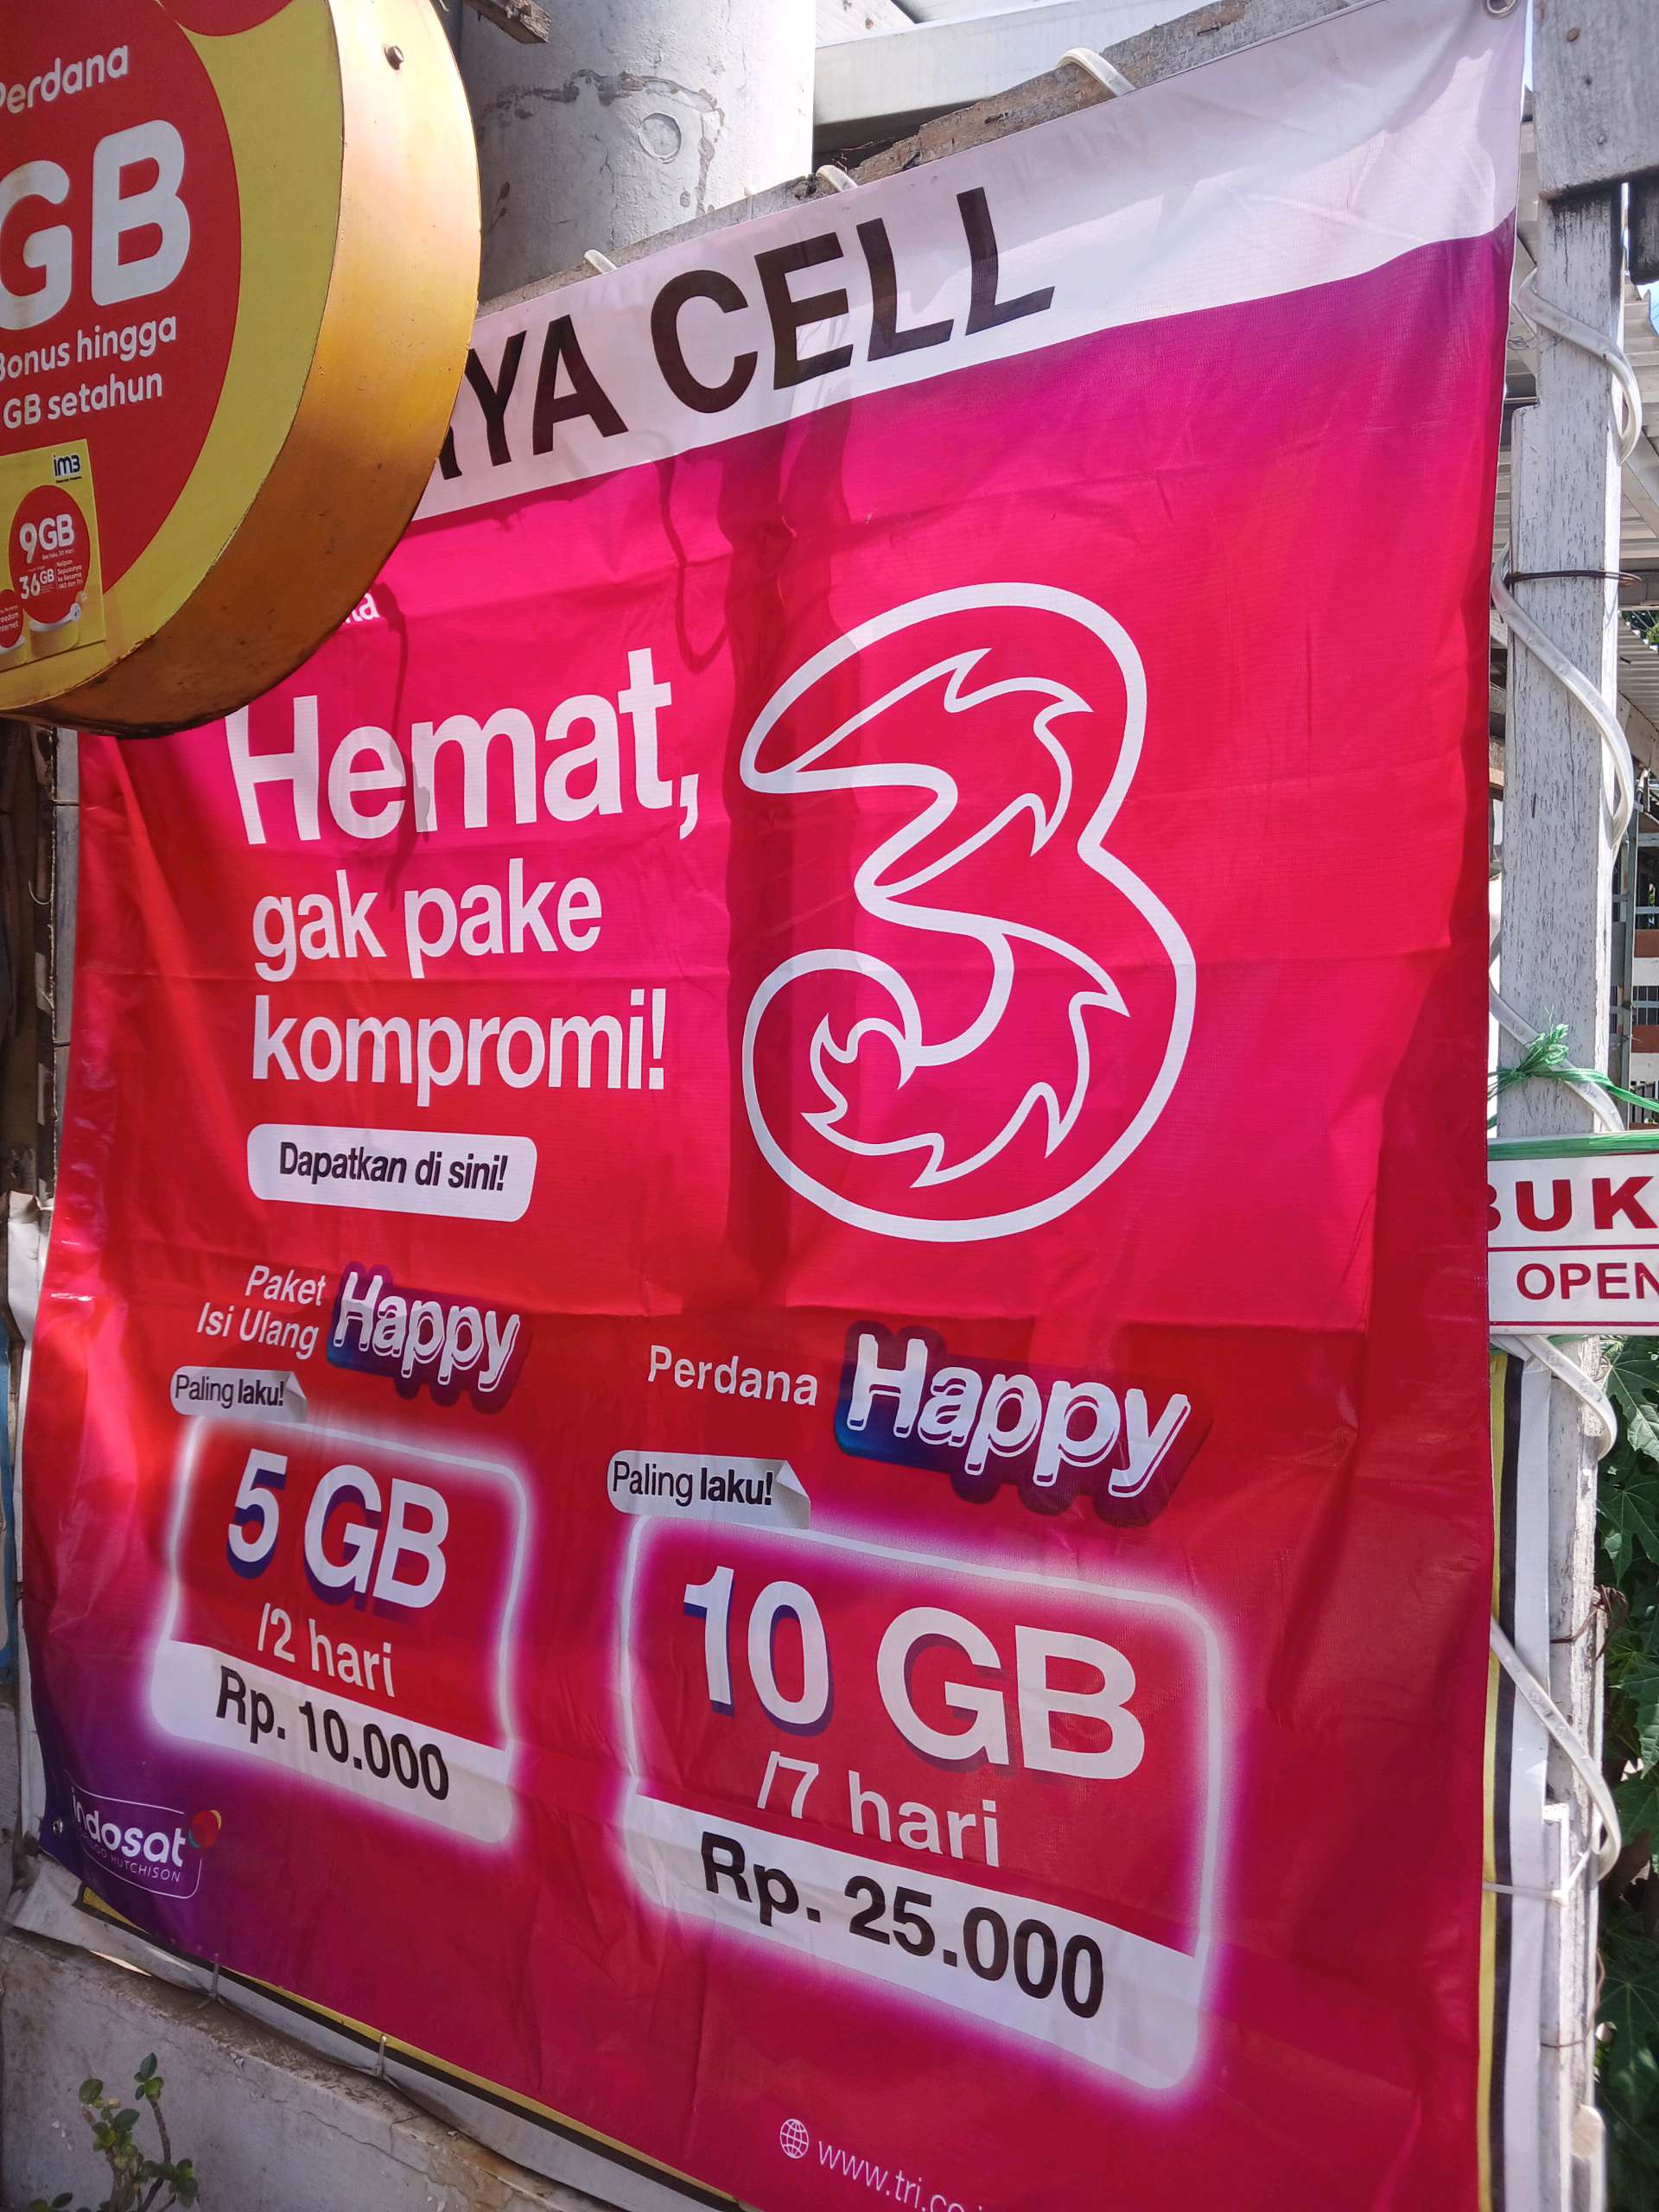 Perdana
GB
Bonus hingga
GB setahun
im3
9GB
36GB
CELL
Hemat,
gak pake
kompromi!
Dapatkan di sini!
Paket
Isi Ulang
Happy
Paling laku!
5 GB
/2 hari
Rp. 10.000
Perdana
Happy
Paling laku!
10 GB
/7 hari
Rp. 25.000
indosat
HUTCHISON
www.tri.co.i
OPEN